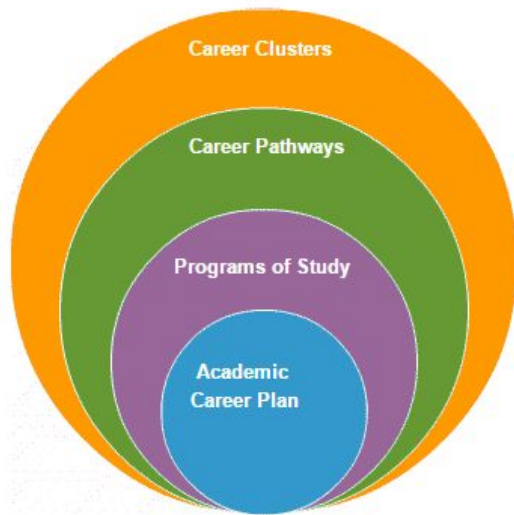 Career Clusters
Career Pathways
Programs of Study
Academic
Career Plan